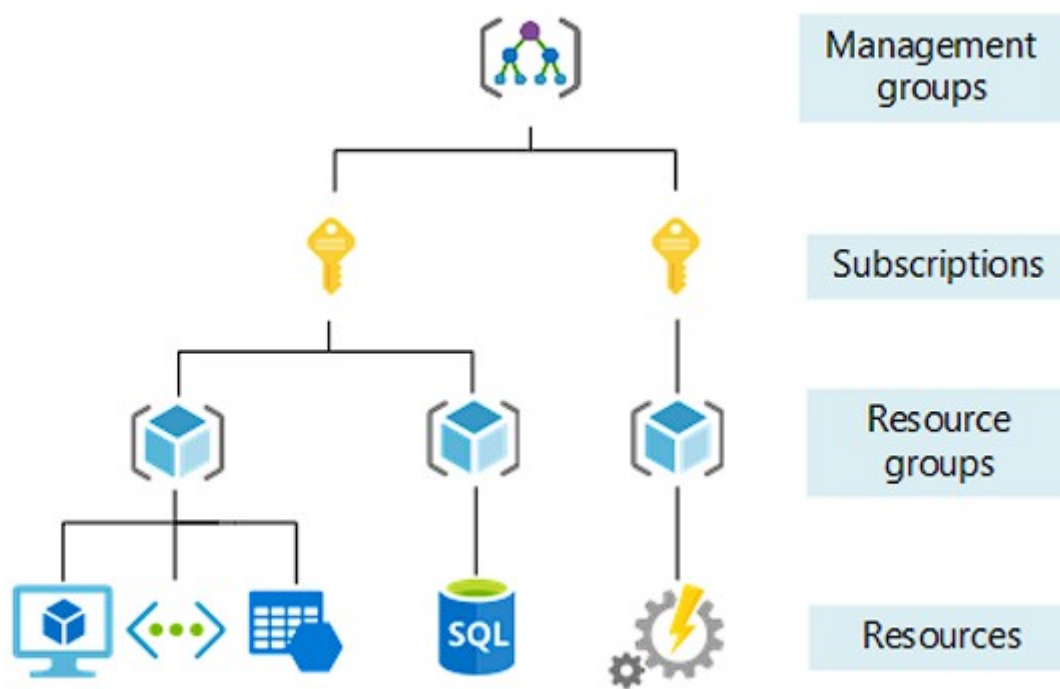 Management
groups
Subscriptions
Resource
groups
SQL
Resources